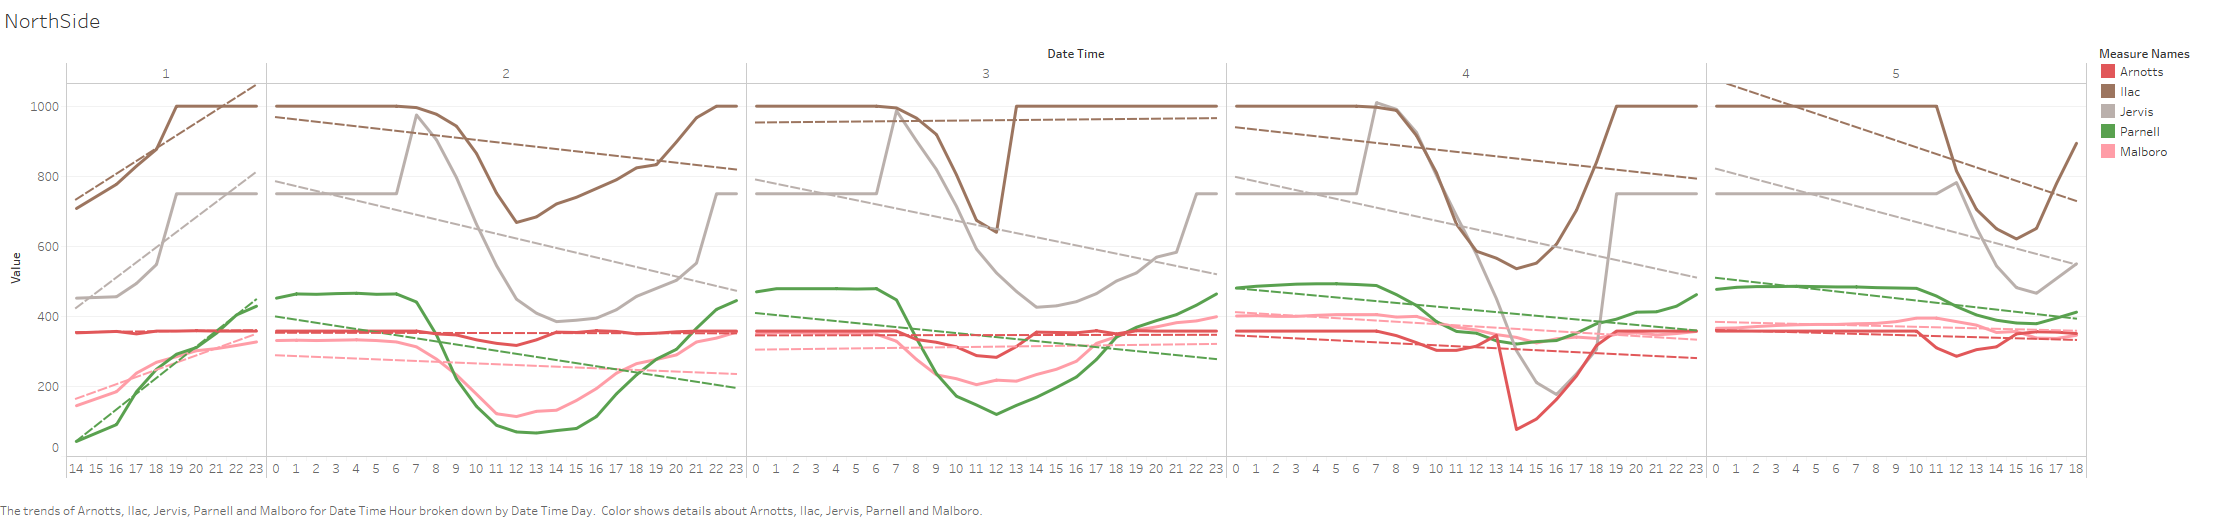 NorthSide
Date Time
Measure Names
1 2 3 4 5
Arnotts
Ilac
Jervis
Parnell
Malboro
1000
800
600
400
200
0
Value
14 15 16 17 18 19 20 21 22 23 0 1 2 3 4 5 6 7 8 9 10 11 12 13 14 15 16 17 18 19 20 21 22 23 0 1 2 3 4 5 6 7 8 9 10 11 12 13 14 15 16 17 18 19 20 21 22 23 0 1 2 3 4 5 6 7 8 9 10 11 12 13 14 15 16 17 18 19 20 21 22 23 0 1 2 3 4 5 6 7 8 9 10 11 12 13 14 15 16 17 18
The trends of Arnotts, Ilac, Jervis, Parnell and Malboro for Date Time Hour broken down by Date Time Day. Color shows details about Arnotts, Ilac, Jervis, Parnell and Malboro.